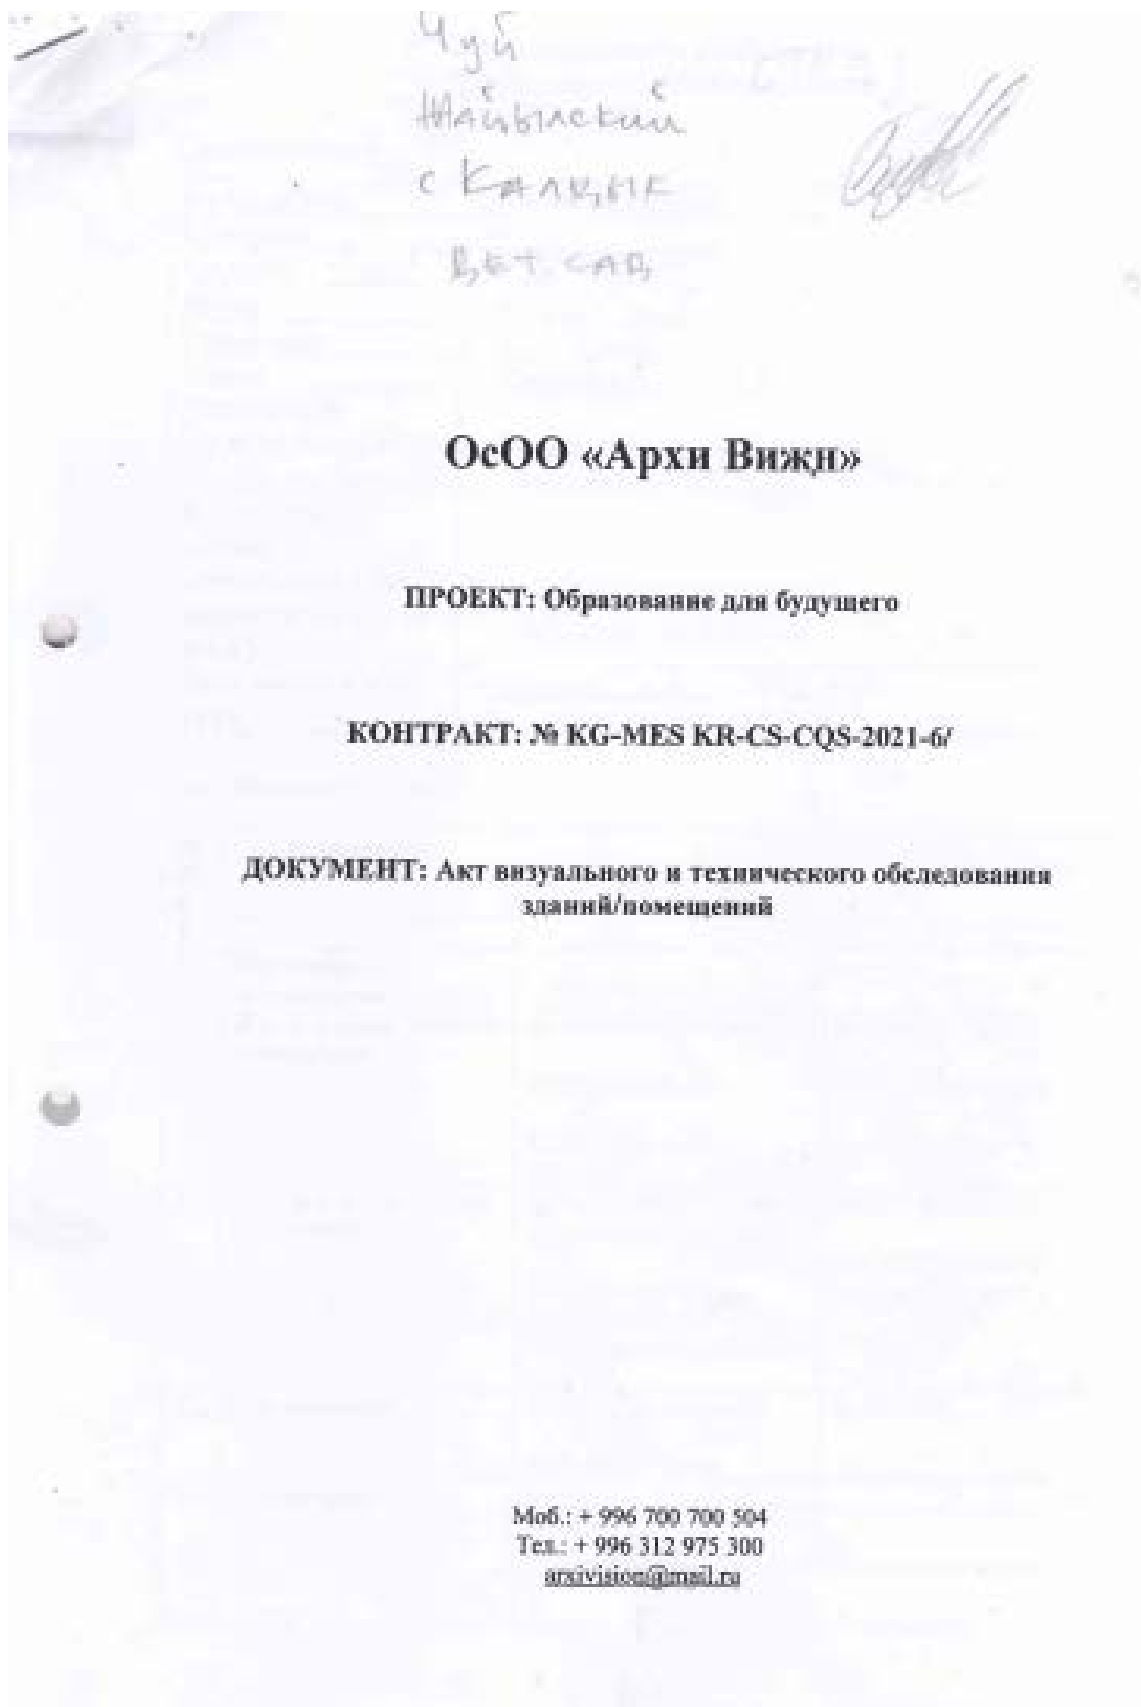 Чуй
Жайылский
с Калдык
Дет. сад
ОсОО «Архи Вижн»
ПРОЕКТ: Образование для будущего
КОНТРАКТ: № KG-MES KR-CS-CQS-2021-6/
ДОКУМЕНТ: Акт визуального и технического обследования
зданий/помещений
Моб.: + 996 700 700 504
Тел.: + 996 312 975 300
arxivision@mail.ru